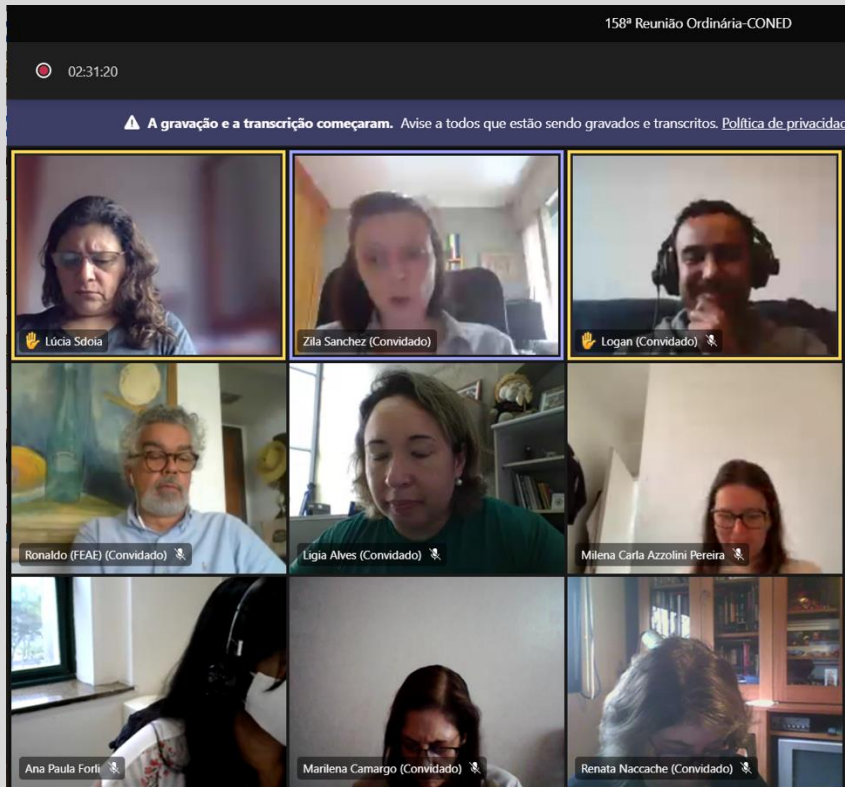 158ª Reunião Ordinária-CONED
02:31:20
A gravação e a transcrição começaram. Avise a todos que estão sendo gravados e transcritos. Política de privacidad
Lúcia Sdoia
Zila Sanchez (Convidado)
Logan (Convidado)
Ronaldo (FEAE) (Convidado)
Ligia Alves (Convidado)
Milena Carla Azzolini Pereira
Ana Paula Forli
Marilena Camargo (Convidado)
Renata Naccache (Convidado)